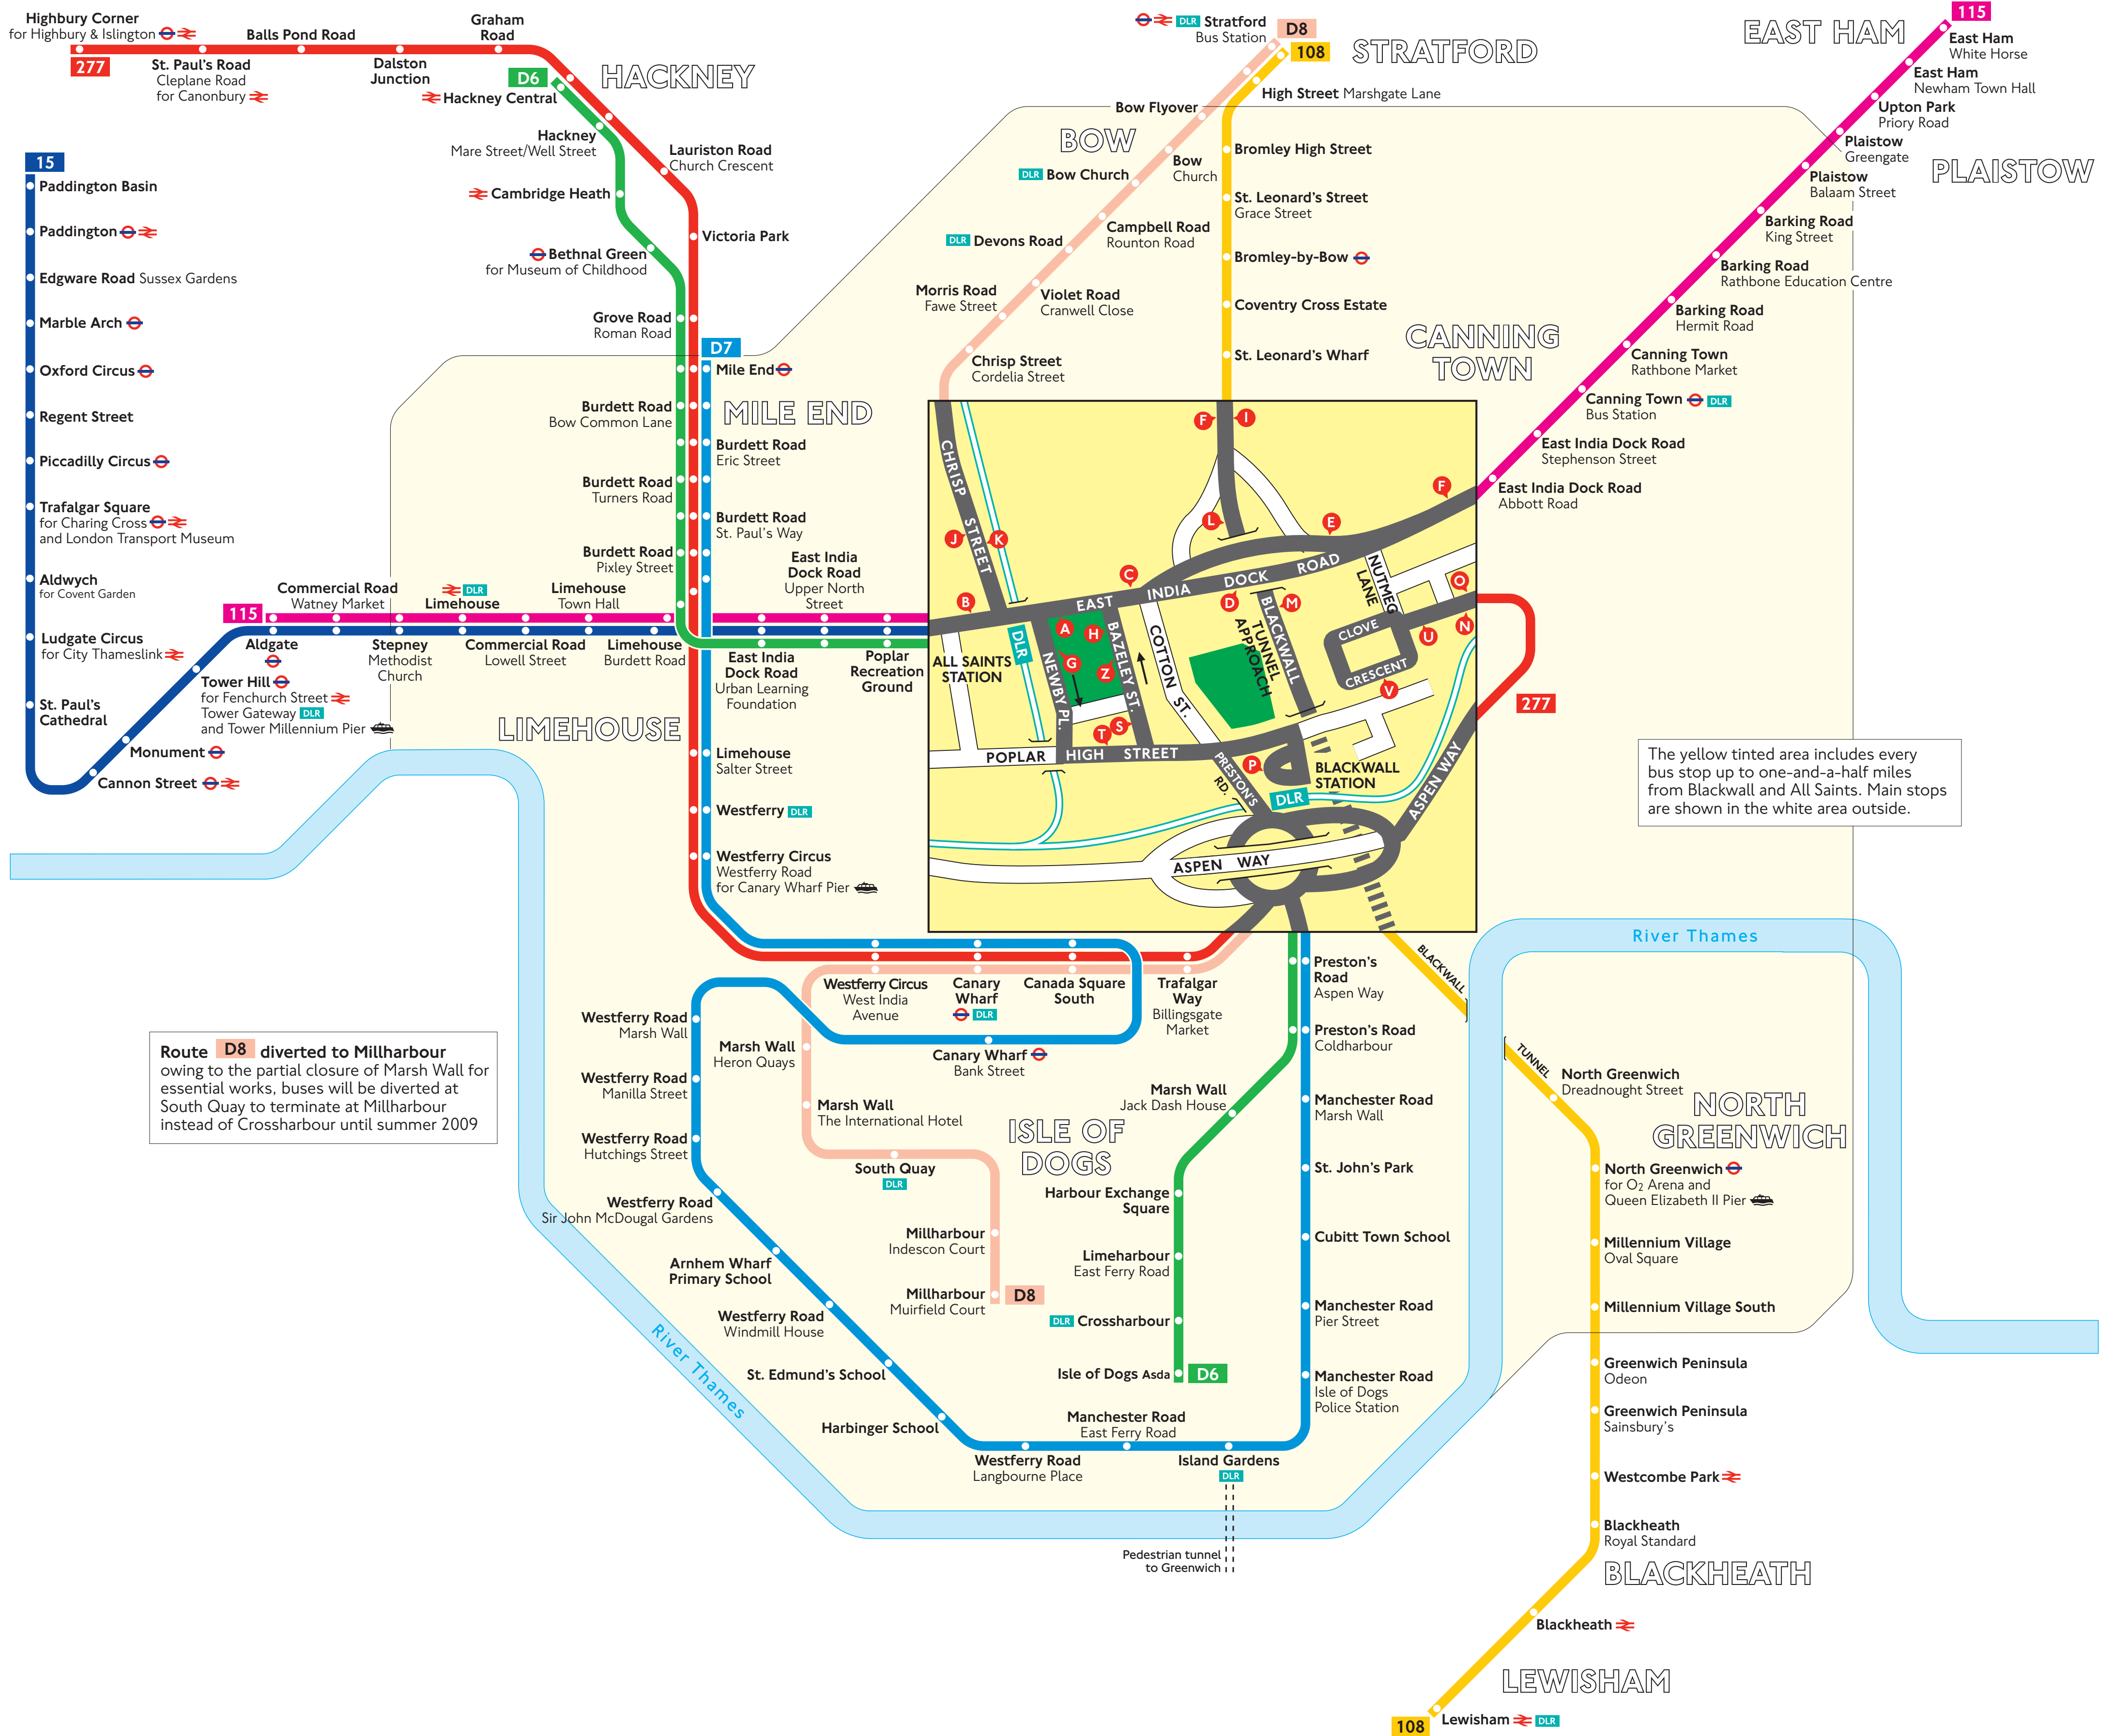 Highbury Corner
for Highbury & Islington
277
St. Paul's Road
Cleplane Road
for Canonbury
Balls Pond Road
Dalston
Junction
Graham
Road
HACKNEY
D6
Hackney Central
Hackney
Mare Street/Well Street
Cambridge Heath
Bethnal Green
for Museum of Childhood
Lauriston Road
Church Crescent
Victoria Park
Grove Road
Roman Road
D7
Mile End
MILE END
Burdett Road
Bow Common Lane
Burdett Road
Eric Street
Burdett Road
Turners Road
Burdett Road
St. Paul's Way
Burdett Road
Pixley Street
15
Paddington Basin
Paddington
Edgware Road Sussex Gardens
Marble Arch
Oxford Circus
Regent Street
Piccadilly Circus
Trafalgar Square
for Charing Cross
and London Transport Museum
Aldwych
for Covent Garden
Ludgate Circus
for City Thameslink
St. Paul's
Cathedral
Cannon Street
Monument
Tower Hill
for Fenchurch Street
Tower Gateway DLR
and Tower Millennium Pier
115
Aldgate
Commercial Road
Watney Market
Stepney
Methodist
Church
DLR
Limehouse
Commercial Road
Lowell Street
Limehouse
Town Hall
Limehouse
Burdett Road
East India
Dock Road
Upper North
Street
East India
Dock Road
Urban Learning
Foundation
Poplar
Recreation
Ground
LIMEHOUSE
Limehouse
Salter Street
Westferry DLR
Westferry Circus
Westferry Road
for Canary Wharf Pier
DLR Stratford
Bus Station
D8
108
STRATFORD
High Street Marshgate Lane
Bow Flyover
BOW
Bow
Church
DLR Bow Church
Campbell Road
Rounton Road
DLR Devons Road
Violet Road
Cranwell Close
Morris Road
Fawe Street
Chrisp Street
Cordelia Street
Bromley High Street
St. Leonard's Street
Grace Street
Bromley-by-Bow
Coventry Cross Estate
St. Leonard's Wharf
EAST HAM
115
East Ham
White Horse
East Ham
Newham Town Hall
Upton Park
Priory Road
Plaistow
Greengate
PLAISTOW
Plaistow
Balaam Street
Barking Road
King Street
Barking Road
Rathbone Education Centre
Barking Road
Hermit Road
CANNING
TOWN
Canning Town
Rathbone Market
Canning Town DLR
Bus Station
East India Dock Road
Stephenson Street
East India Dock Road
Abbott Road
CHRISP STREET
F
I
L
E
F
J
K
C
B
D
M
A
H
G
Z
Q
N
U
V
T
S
P
EAST INDIA DOCK ROAD
NUTMEG
LANE
CLOVE
CRESCENT
BLACKWALL
TUNNEL
APPROACH
COTTON ST.
BAZELEY ST.
NEWBY PL.
DLR
ALL SAINTS
STATION
POPLAR HIGH STREET
PRESTON'S
RD.
BLACKWALL
STATION
DLR
ASPEN WAY
ASPEN WAY
277
The yellow tinted area includes every
bus stop up to one-and-a-half miles
from Blackwall and All Saints. Main stops
are shown in the white area outside.
River Thames
BLACKWALL
TUNNEL
Westferry Circus
West India
Avenue
Canary
Wharf
DLR
Canada Square
South
Trafalgar
Way
Billingsgate
Market
Canary Wharf
Bank Street
Route D8 diverted to Millharbour
owing to the partial closure of Marsh Wall for
essential works, buses will be diverted at
South Quay to terminate at Millharbour
instead of Crossharbour until summer 2009
Westferry Road
Marsh Wall
Westferry Road
Manilla Street
Westferry Road
Hutchings Street
Westferry Road
Sir John McDougal Gardens
Arnhem Wharf
Primary School
Westferry Road
Windmill House
St. Edmund's School
Harbinger School
Westferry Road
Langbourne Place
Manchester Road
East Ferry Road
Island Gardens
DLR
Pedestrian tunnel
to Greenwich
River Thames
Marsh Wall
Heron Quays
Marsh Wall
The International Hotel
South Quay
DLR
Millharbour
Indescon Court
Millharbour
Muirfield Court
D8
ISLE OF
DOGS
Marsh Wall
Jack Dash House
Harbour Exchange
Square
Limeharbour
East Ferry Road
DLR Crossharbour
Isle of Dogs Asda
D6
Preston's
Road
Aspen Way
Preston's Road
Coldharbour
Manchester Road
Marsh Wall
St. John's Park
Cubitt Town School
Manchester Road
Pier Street
Manchester Road
Isle of Dogs
Police Station
North Greenwich
Dreadnought Street
NORTH
GREENWICH
North Greenwich
for O2 Arena and
Queen Elizabeth II Pier
Millennium Village
Oval Square
Millennium Village South
Greenwich Peninsula
Odeon
Greenwich Peninsula
Sainsbury's
Westcombe Park
Blackheath
Royal Standard
BLACKHEATH
Blackheath
LEWISHAM
108
Lewisham DLR